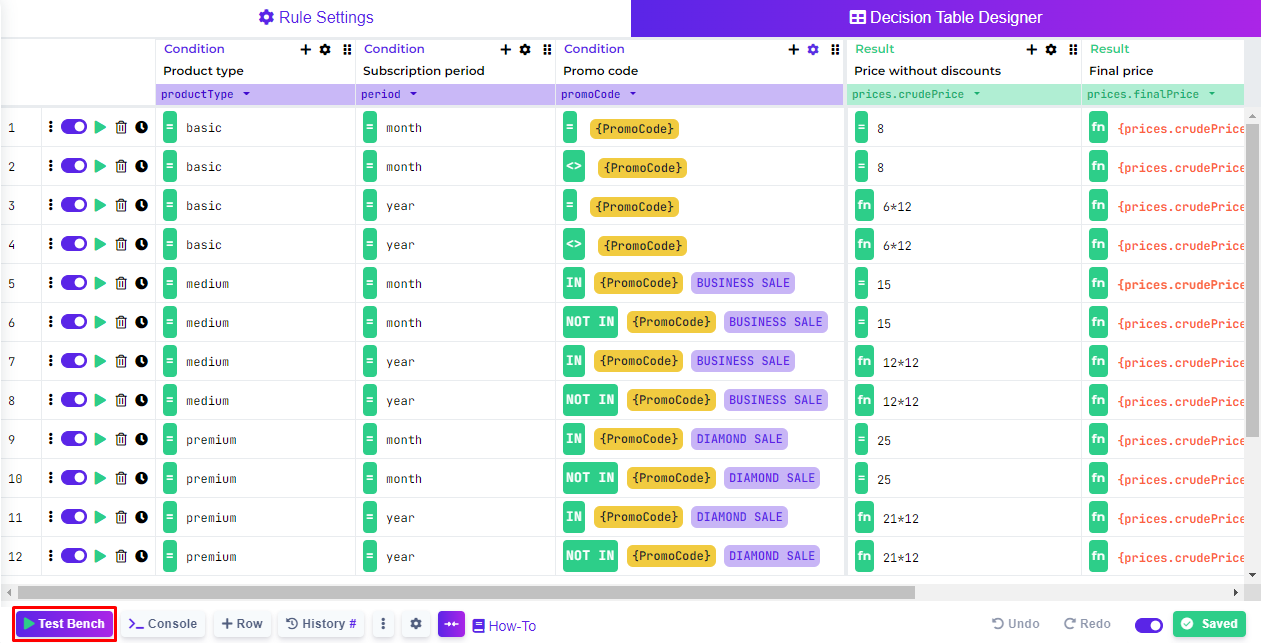 Rule Settings Decision Table Designer
Condition Condition Condition Result Result
Product type Subscription period Promo code Price without discounts Final price
productType period promoCode prices.crudePrice prices.finalPrice
1 = basic = month = {PromoCode} = 8 fn {prices.crudePrice
2 = basic = month <> {PromoCode} = 8 fn {prices.crudePrice
3 = basic = year = {PromoCode} fn 6*12 fn {prices.crudePrice
4 = basic = year <> {PromoCode} fn 6*12 fn {prices.crudePrice
5 = medium = month IN {PromoCode} BUSINESS SALE = 15 fn {prices.crudePrice
6 = medium = month NOT IN {PromoCode} BUSINESS SALE = 15 fn {prices.crudePrice
7 = medium = year IN {PromoCode} BUSINESS SALE fn 12*12 fn {prices.crudePrice
8 = medium = year NOT IN {PromoCode} BUSINESS SALE fn 12*12 fn {prices.crudePrice
9 = premium = month IN {PromoCode} DIAMOND SALE = 25 fn {prices.crudePrice
10 = premium = month NOT IN {PromoCode} DIAMOND SALE = 25 fn {prices.crudePrice
11 = premium = year IN {PromoCode} DIAMOND SALE fn 21*12 fn {prices.crudePrice
12 = premium = year NOT IN {PromoCode} DIAMOND SALE fn 21*12 fn {prices.crudePrice
Test Bench Console + Row History # How-To Undo Redo Saved